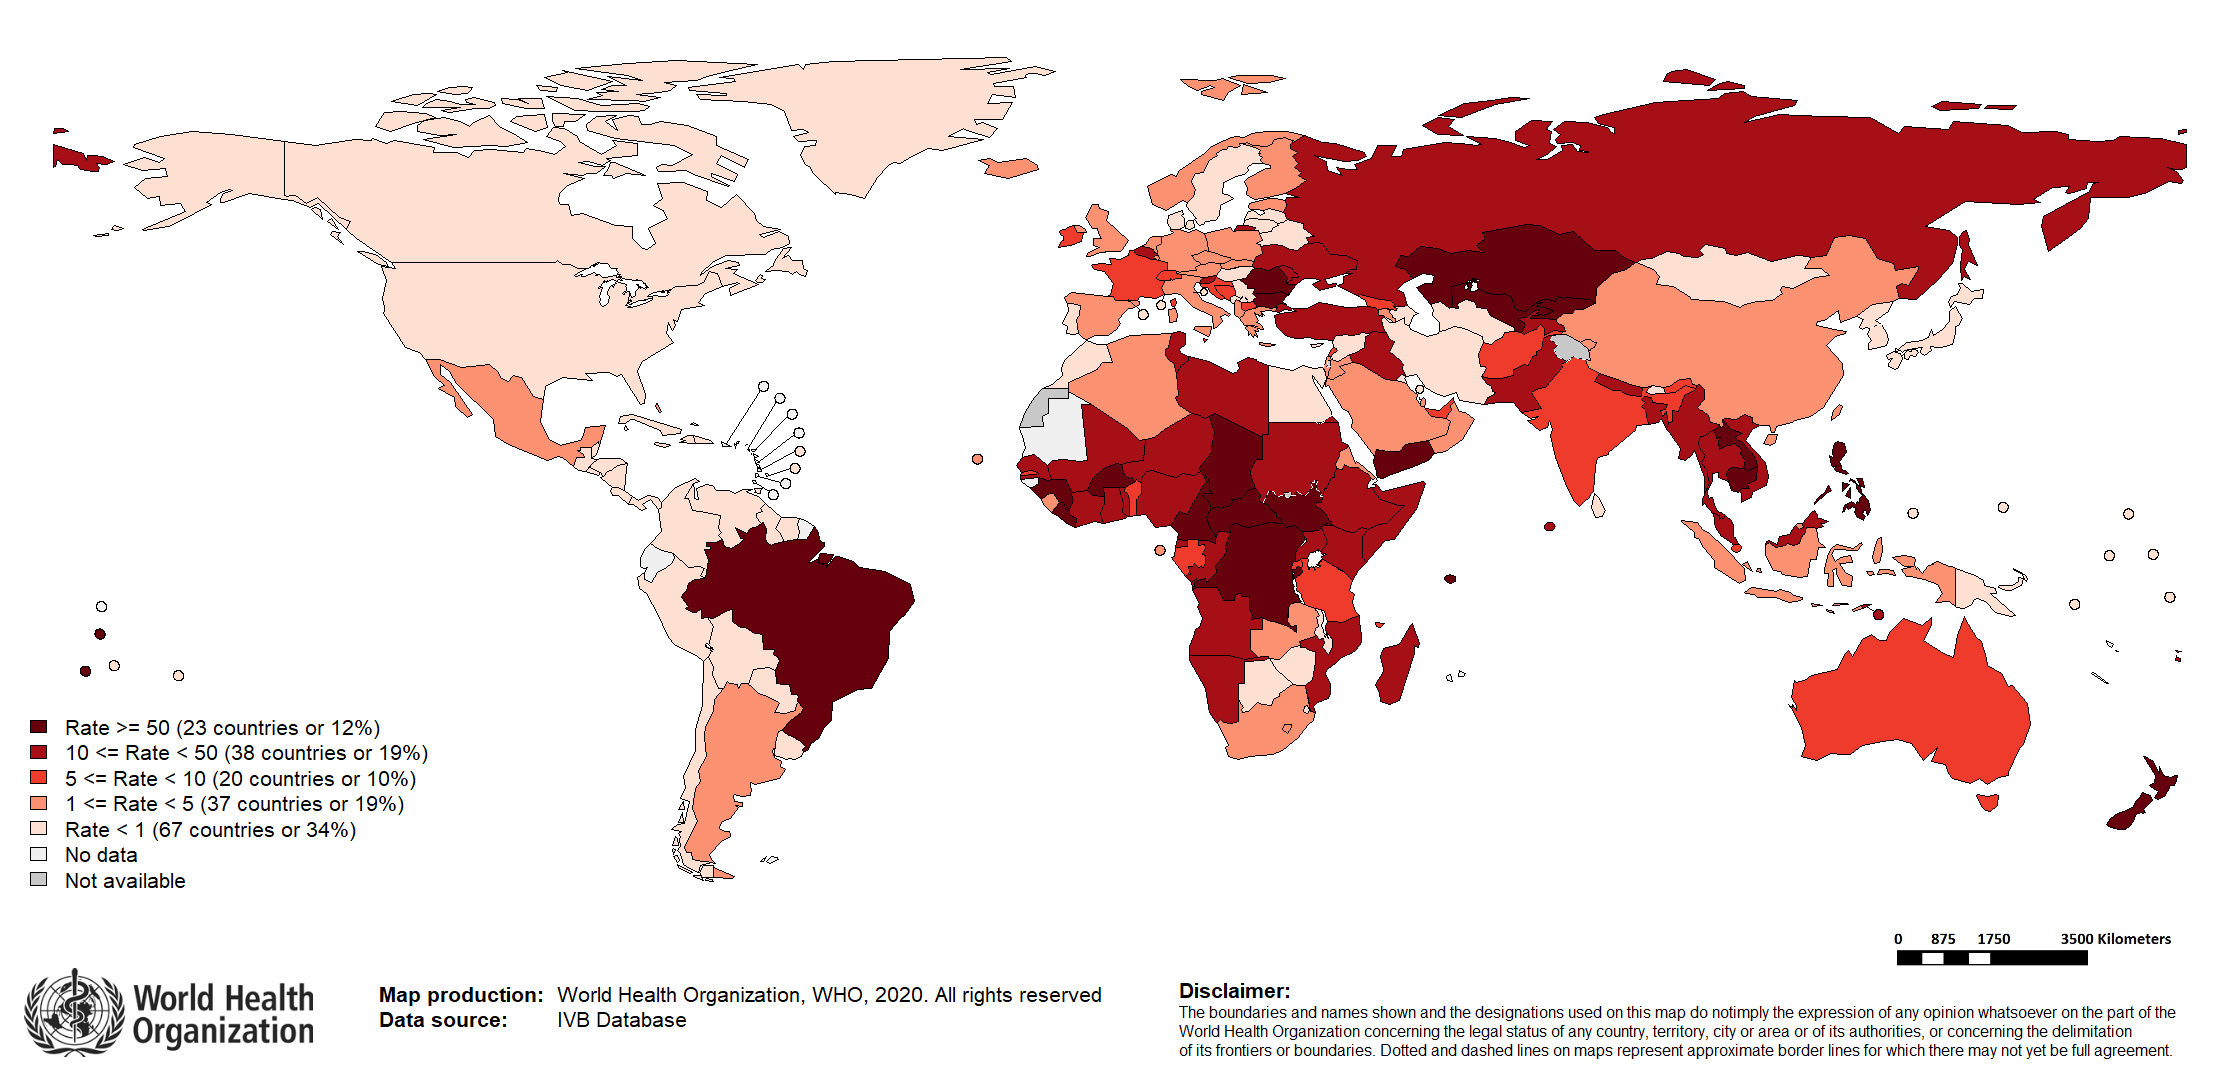 Rate >= 50 (23 countries or 12%)
10 <= Rate < 50 (38 countries or 19%)
5 <= Rate < 10 (20 countries or 10%)
1 <= Rate < 5 (37 countries or 19%)
Rate < 1 (67 countries or 34%)
No data
Not available
0 875 1750 3500 Kilometers
World Health
Organization
Map production: World Health Organization, WHO, 2020. All rights reserved
Data source: IVB Database
Disclaimer:
The boundaries and names shown and the designations used on this map do notimply the expression of any opinion whatsoever on the part of the
World Health Organization concerning the legal status of any country, territory, city or area or of its authorities, or concerning the delimitation
of its frontiers or boundaries. Dotted and dashed lines on maps represent approximate border lines for which there may not yet be full agreement.